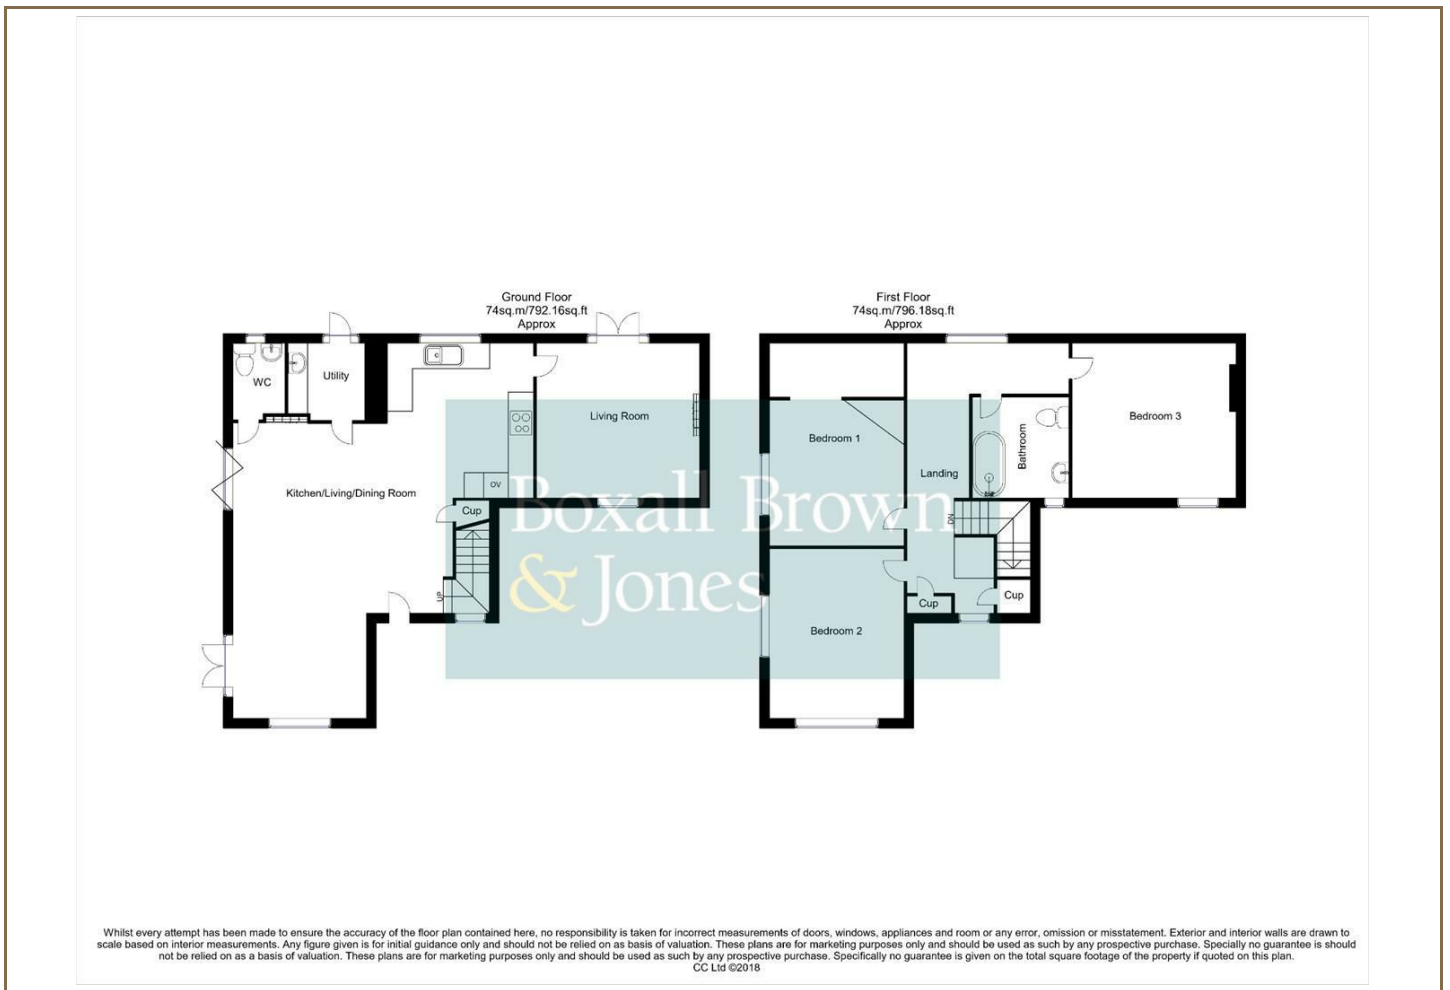 Ground Floor
74sq.m/792.16sq.ft
Approx
First Floor
74sq.m/796.18sq.ft
Approx
WC
Utility
Living Room
Kitchen/Living/Dining Room
OV
Cup
UP
Bedroom 1
Landing
Bathroom
Bedroom 3
DN
Bedroom 2
Cup
Cup
Boxall Brown
& Jones
Whilst every attempt has been made to ensure the accuracy of the floor plan contained here, no responsibility is taken for incorrect measurements of doors, windows, appliances and room or any error, omission or misstatement. Exterior and interior walls are drawn to
scale based on interior measurements. Any figure given is for initial guidance only and should not be relied on as basis of valuation. These plans are for marketing purposes only and should be used as such by any prospective purchase. Specially no guarantee is should
not be relied on as a basis of valuation. These plans are for marketing purposes only and should be used as such by any prospective purchase. Specifically no guarantee is given on the total square footage of the property if quoted on this plan.
CC Ltd ©2018